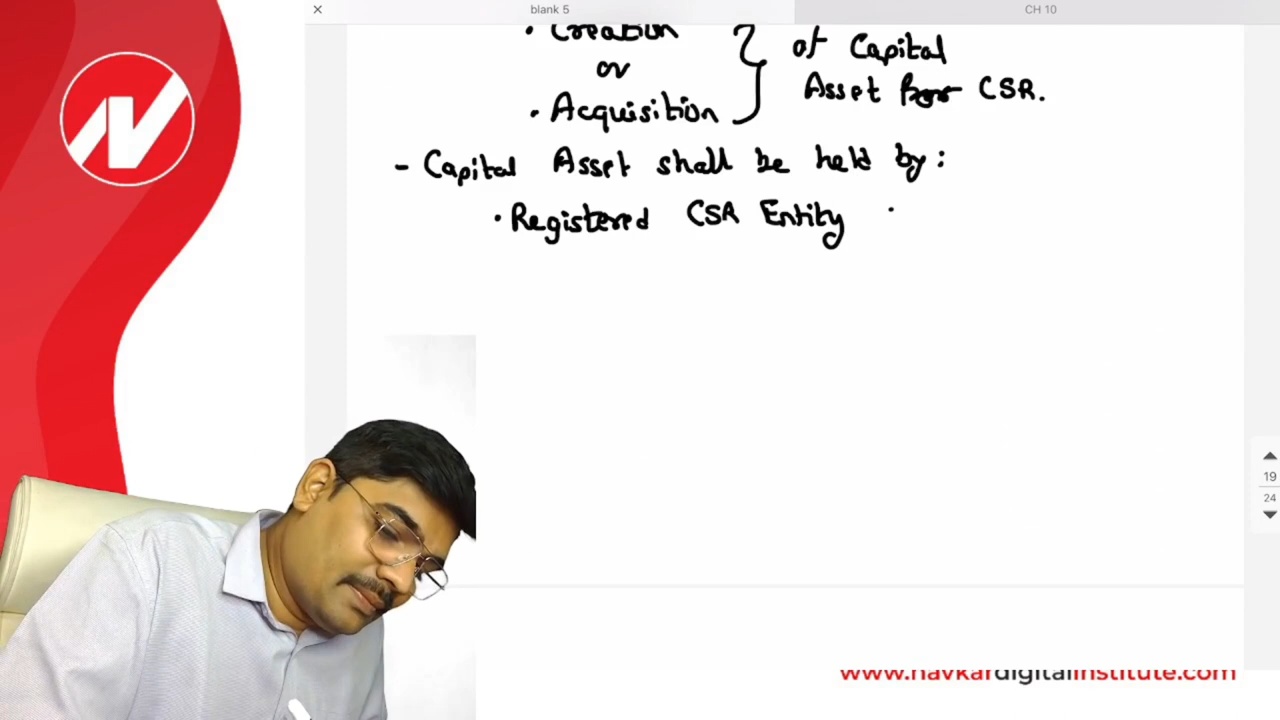 blank 5
CH 10
• Creation
or
• Acquisition
of Capital
Asset for CSR.
- Capital Asset shall be held by:
• Registered CSR Entity •
19
24
www.navkardigitalinstitute.com